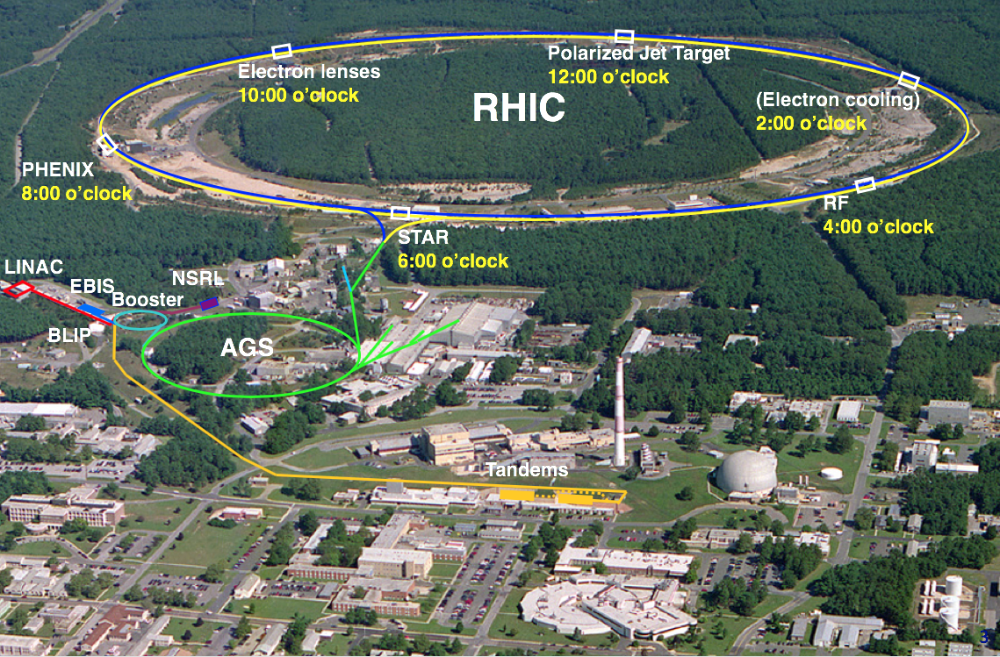 Electron lenses
10:00 o’clock
Polarized Jet Target
12:00 o’clock
RHIC
(Electron cooling)
2:00 o’clock
PHENIX
8:00 o’clock
RF
4:00 o’clock
STAR
6:00 o’clock
LINAC
EBIS
NSRL
Booster
BLIP
AGS
Tandems
3